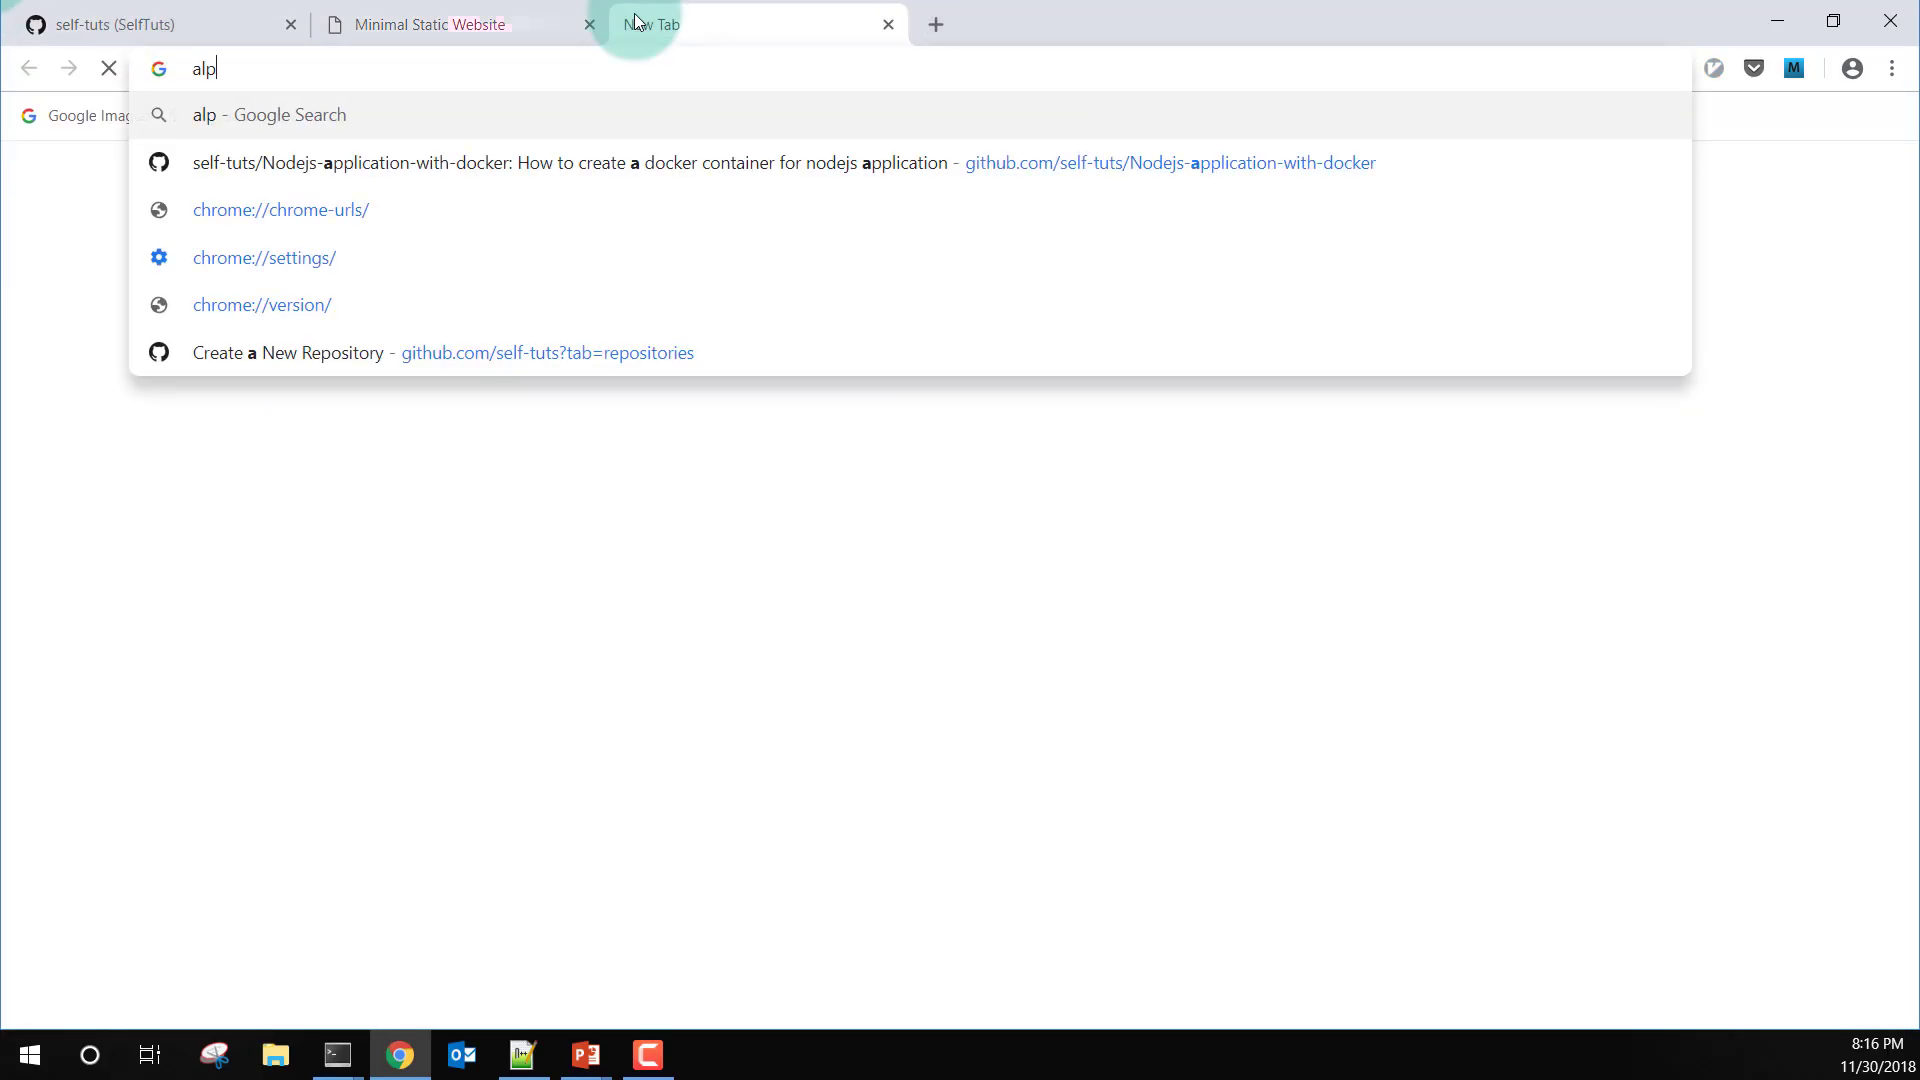 self-tuts (SelfTuts)
Minimal Static Website
New Tab
alp
Google Imag
alp - Google Search
self-tuts/Nodejs-application-with-docker: How to create a docker container for nodejs application - github.com/self-tuts/Nodejs-application-with-docker
chrome://chrome-urls/
chrome://settings/
chrome://version/
Create a New Repository - github.com/self-tuts?tab=repositories
8:16 PM
11/30/2018